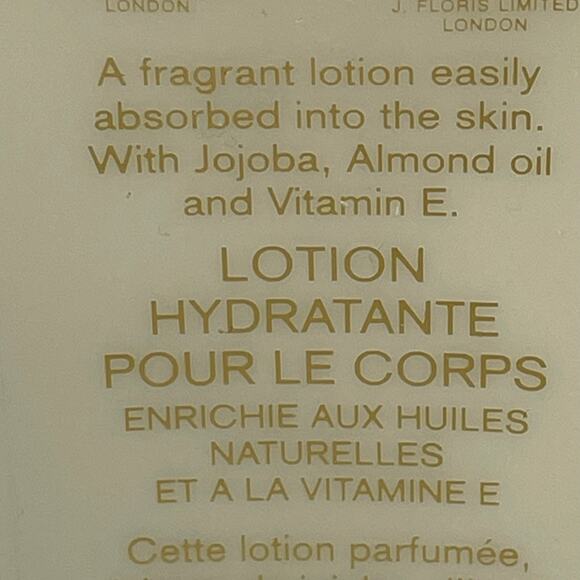 LONDON
J. FLORIS LIMITED
LONDON
A fragrant lotion easily
absorbed into the skin.
With Jojoba, Almond oil
and Vitamin E.
LOTION
HYDRATANTE
POUR LE CORPS
ENRICHIE AUX HUILES
NATURELLES
ET A LA VITAMINE E
Cette lotion parfumée,